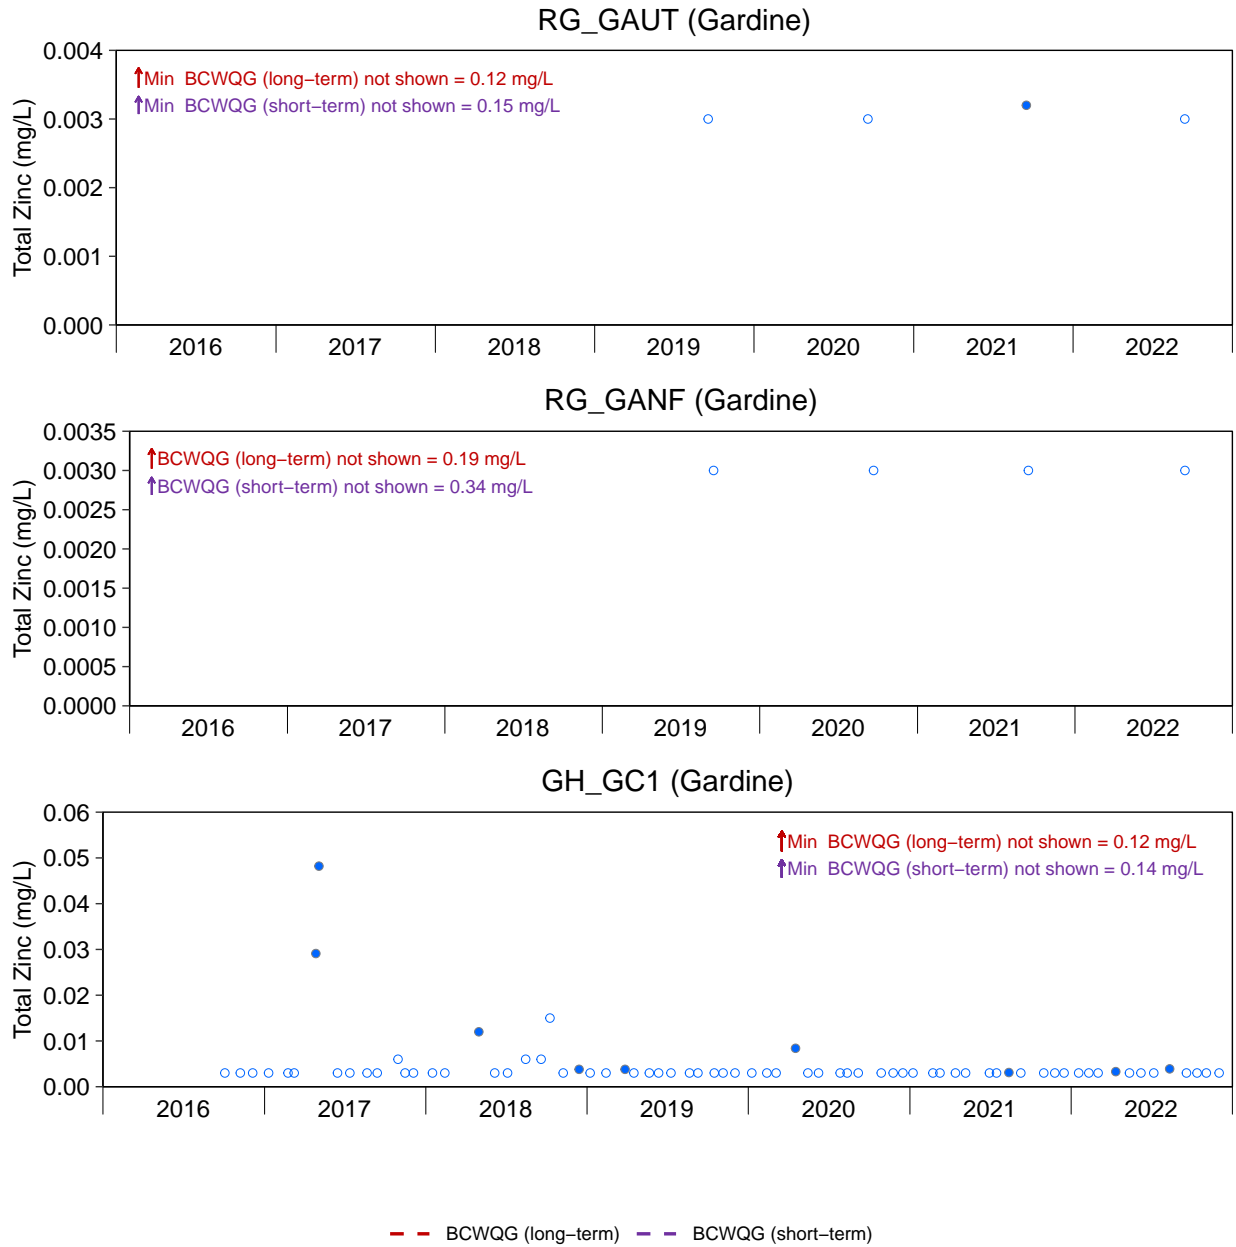 RG_GAUT (Gardine)
Total Zinc (mg/L)
0.004
0.003
0.002
0.001
0.000
↑Min BCWQG (long−term) not shown = 0.12 mg/L
↑Min BCWQG (short−term) not shown = 0.15 mg/L
2016 2017 2018 2019 2020 2021 2022
RG_GANF (Gardine)
Total Zinc (mg/L)
0.0035
0.0030
0.0025
0.0020
0.0015
0.0010
0.0005
0.0000
↑BCWQG (long−term) not shown = 0.19 mg/L
↑BCWQG (short−term) not shown = 0.34 mg/L
2016 2017 2018 2019 2020 2021 2022
GH_GC1 (Gardine)
Total Zinc (mg/L)
0.06
0.05
0.04
0.03
0.02
0.01
0.00
↑Min BCWQG (long−term) not shown = 0.12 mg/L
↑Min BCWQG (short−term) not shown = 0.14 mg/L
2016 2017 2018 2019 2020 2021 2022
BCWQG (long−term) BCWQG (short−term)